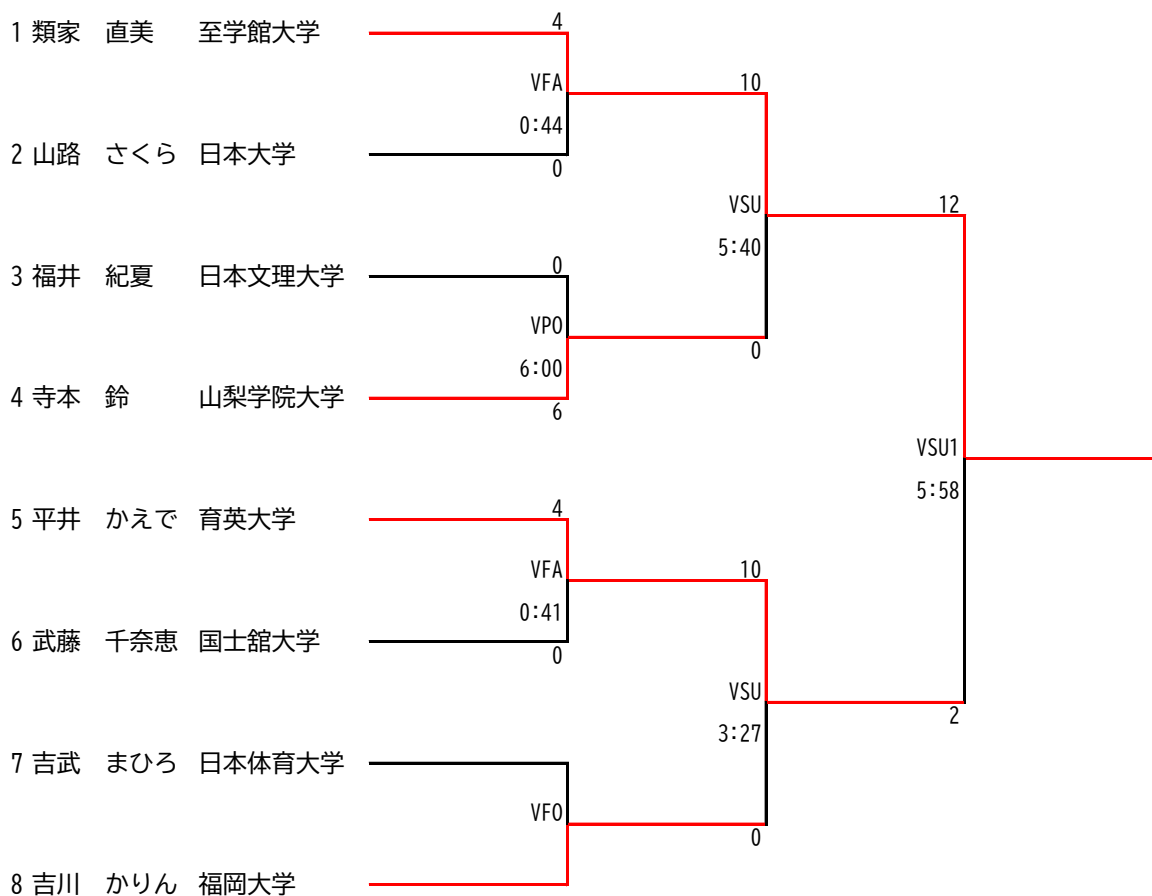 1 類家 直美 至学館大学
4
VFA
0:44
0
2 山路 さくら 日本大学
10
VSU
5:40
0
3 福井 紀夏 日本文理大学
0
VPO
6:00
6
4 寺本 鈴 山梨学院大学
12
VSU1
5:58
2
5 平井 かえで 育英大学
4
VFA
0:41
0
6 武藤 千奈恵 国士舘大学
10
VSU
3:27
0
7 吉武 まひろ 日本体育大学
VFO
8 吉川 かりん 福岡大学